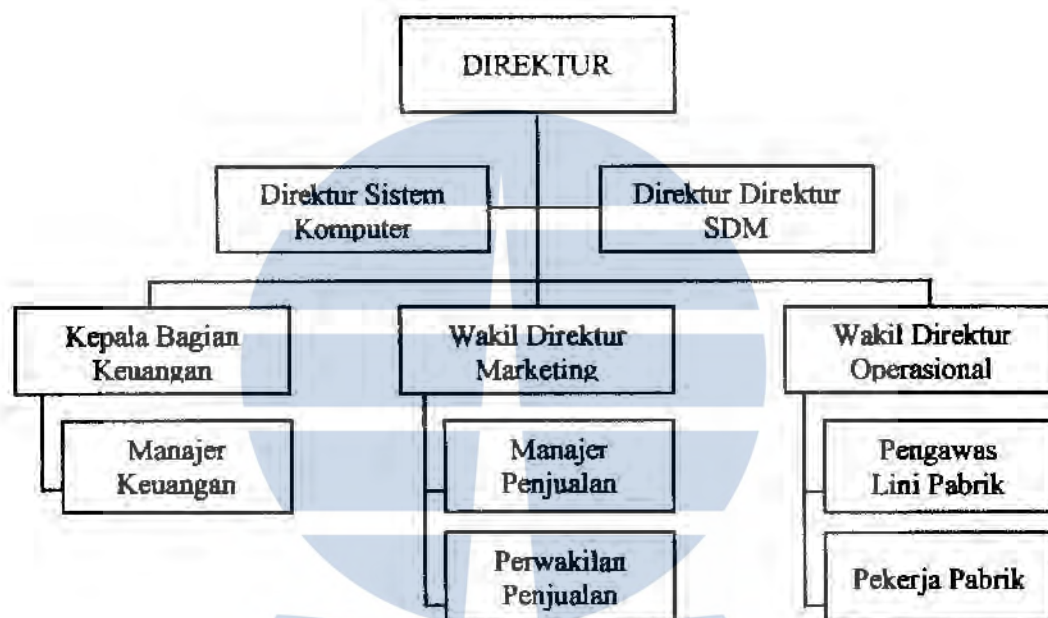 DIREKTUR
Direktur Sistem
Komputer
Direktur Direktur
SDM
Kepala Bagian
Keuangan
Wakil Direktur
Marketing
Wakil Direktur
Operasional
Manajer
Keuangan
Manajer
Penjualan
Pengawas
Lini Pabrik
Perwakilan
Penjualan
Pekerja Pabrik